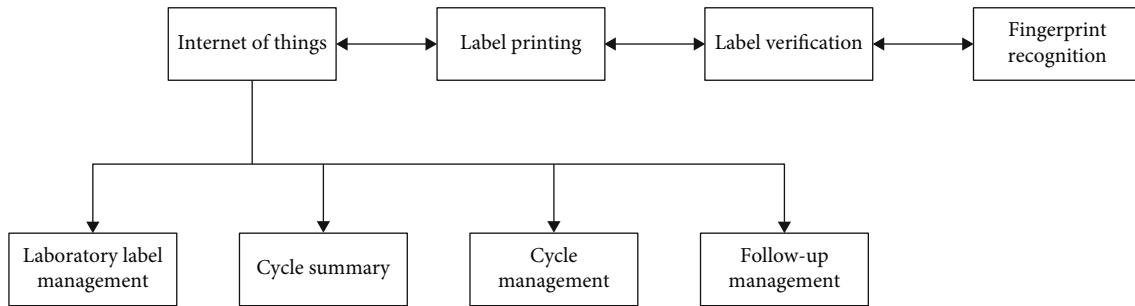 Internet of things
Label printing
Label verification
Fingerprint
recognition
Laboratory label
management
Cycle summary
Cycle
management
Follow-up
management